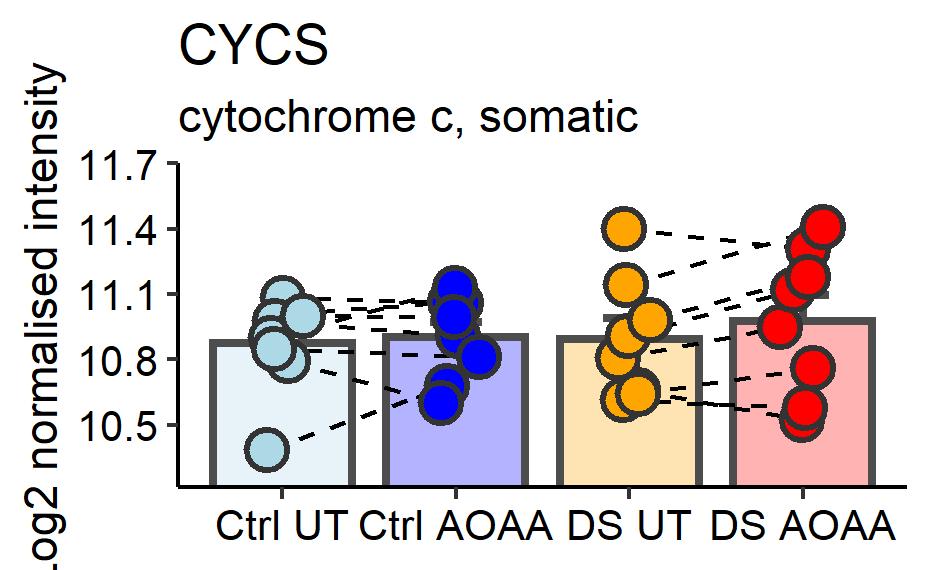 CYCS
cytochrome c, somatic
.og2 normalised intensity
11.7
11.4
11.1
10.8
10.5
Ctrl UT Ctrl AOAA DS UT DS AOAA